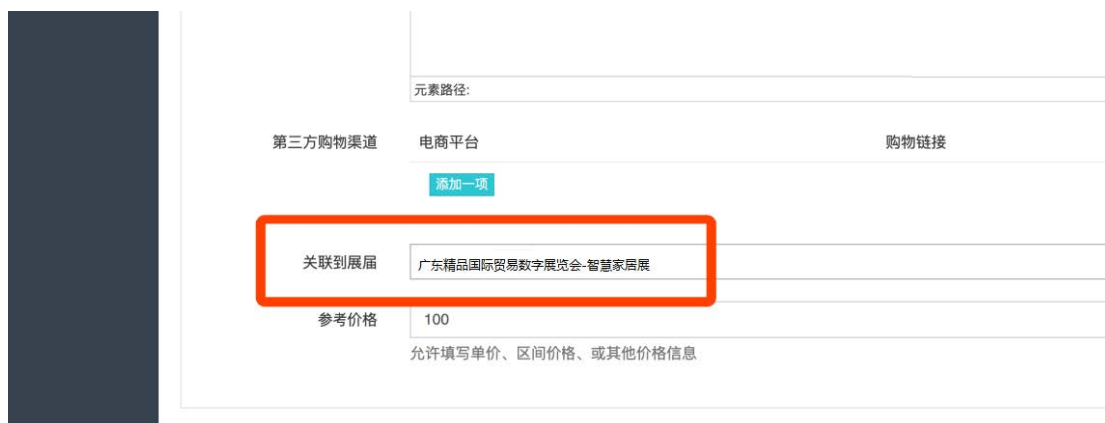 元素路径:
第三方购物渠道 电商平台 购物链接
添加一项
关联到展届 广东精品国际贸易数字展览会-智慧家居展
参考价格 100
允许填写单价、区间价格、或其他价格信息